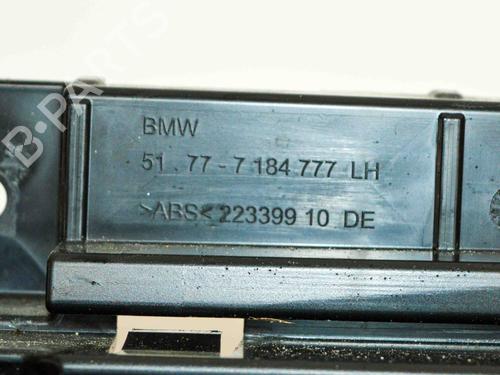 B-PARTS
BMW
51.77-7 184 777 LH
>ABS< 223399 10 DE